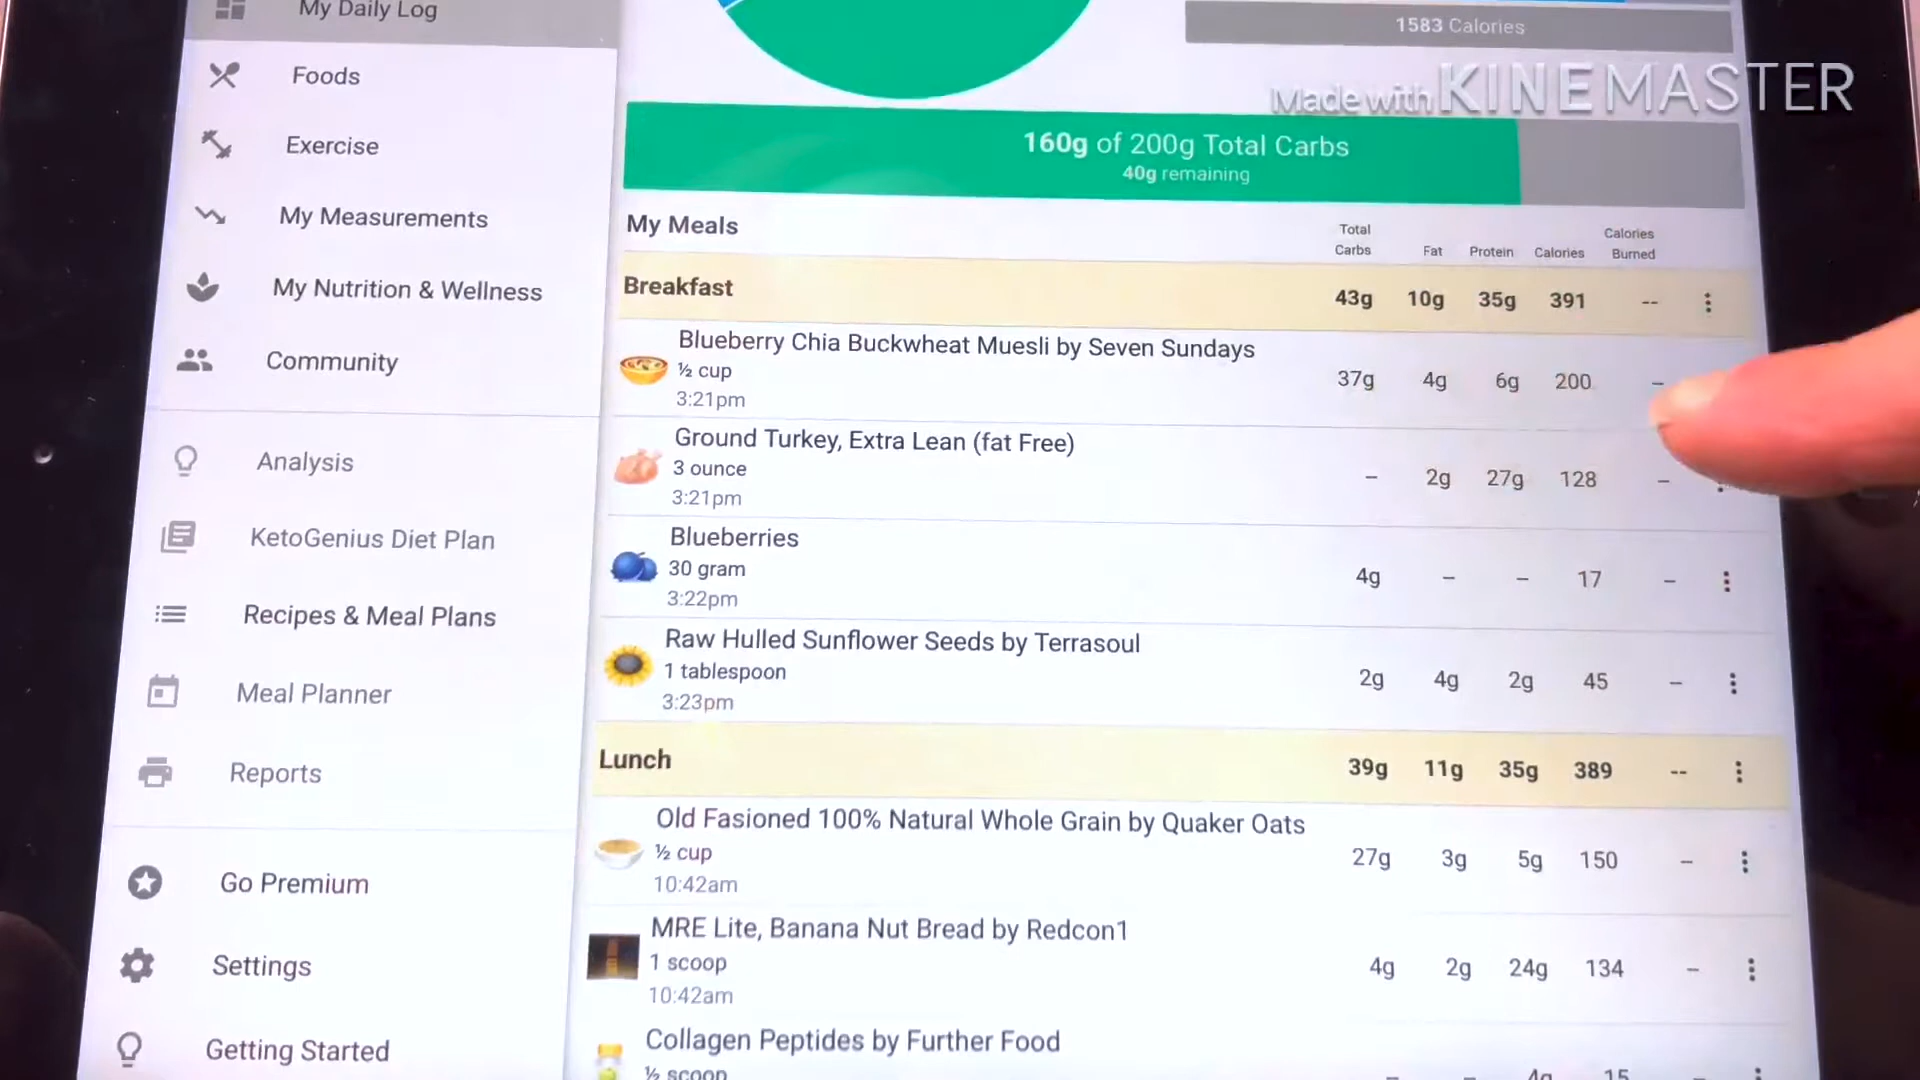 My Daily Log
Foods
Exercise
My Measurements
My Nutrition & Wellness
Community
Analysis
KetoGenius Diet Plan
Recipes & Meal Plans
Meal Planner
Reports
Go Premium
Settings
Getting Started
1583 Calories
Made with KINEMASTER
160g of 200g Total Carbs
40g remaining
My Meals
Total Carbs Fat Protein Calories Calories Burned
Breakfast 43g 10g 35g 391 --
Blueberry Chia Buckwheat Muesli by Seven Sundays
½ cup 37g 4g 6g 200 –
3:21pm
Ground Turkey, Extra Lean (fat Free)
3 ounce – 2g 27g 128 –
3:21pm
Blueberries
30 gram 4g – – 17 –
3:22pm
Raw Hulled Sunflower Seeds by Terrasoul
1 tablespoon 2g 4g 2g 45 –
3:23pm
Lunch 39g 11g 35g 389 --
Old Fasioned 100% Natural Whole Grain by Quaker Oats
½ cup 27g 3g 5g 150 –
10:42am
MRE Lite, Banana Nut Bread by Redcon1
1 scoop 4g 2g 24g 134 –
10:42am
Collagen Peptides by Further Food
½ scoop – – 4g 15 –